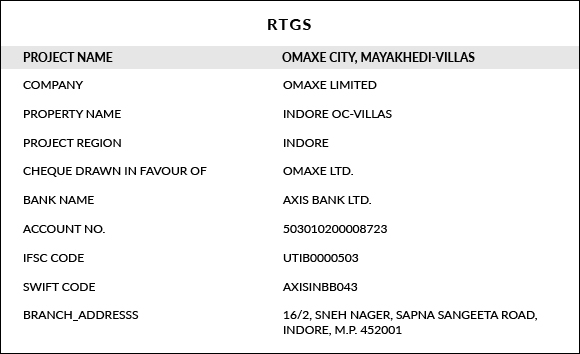 RTGS
PROJECT NAME OMAXE CITY, MAYAKHEDI-VILLAS
COMPANY OMAXE LIMITED
PROPERTY NAME INDORE OC-VILLAS
PROJECT REGION INDORE
CHEQUE DRAWN IN FAVOUR OF OMAXE LTD.
BANK NAME AXIS BANK LTD.
ACCOUNT NO. 503010200008723
IFSC CODE UTIB0000503
SWIFT CODE AXISINBB043
BRANCH_ADDRESSS 16/2, SNEH NAGER, SAPNA SANGEETA ROAD,
INDORE, M.P. 452001